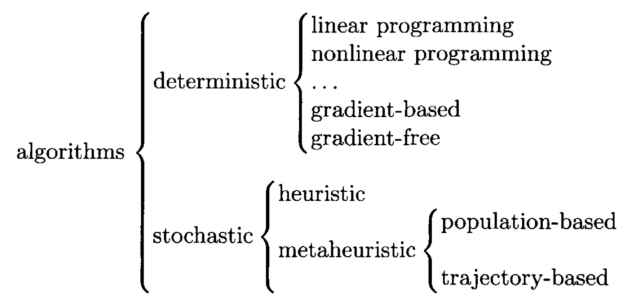 algorithms
deterministic
linear programming
nonlinear programming
...
gradient-based
gradient-free
stochastic
heuristic
metaheuristic
population-based
trajectory-based